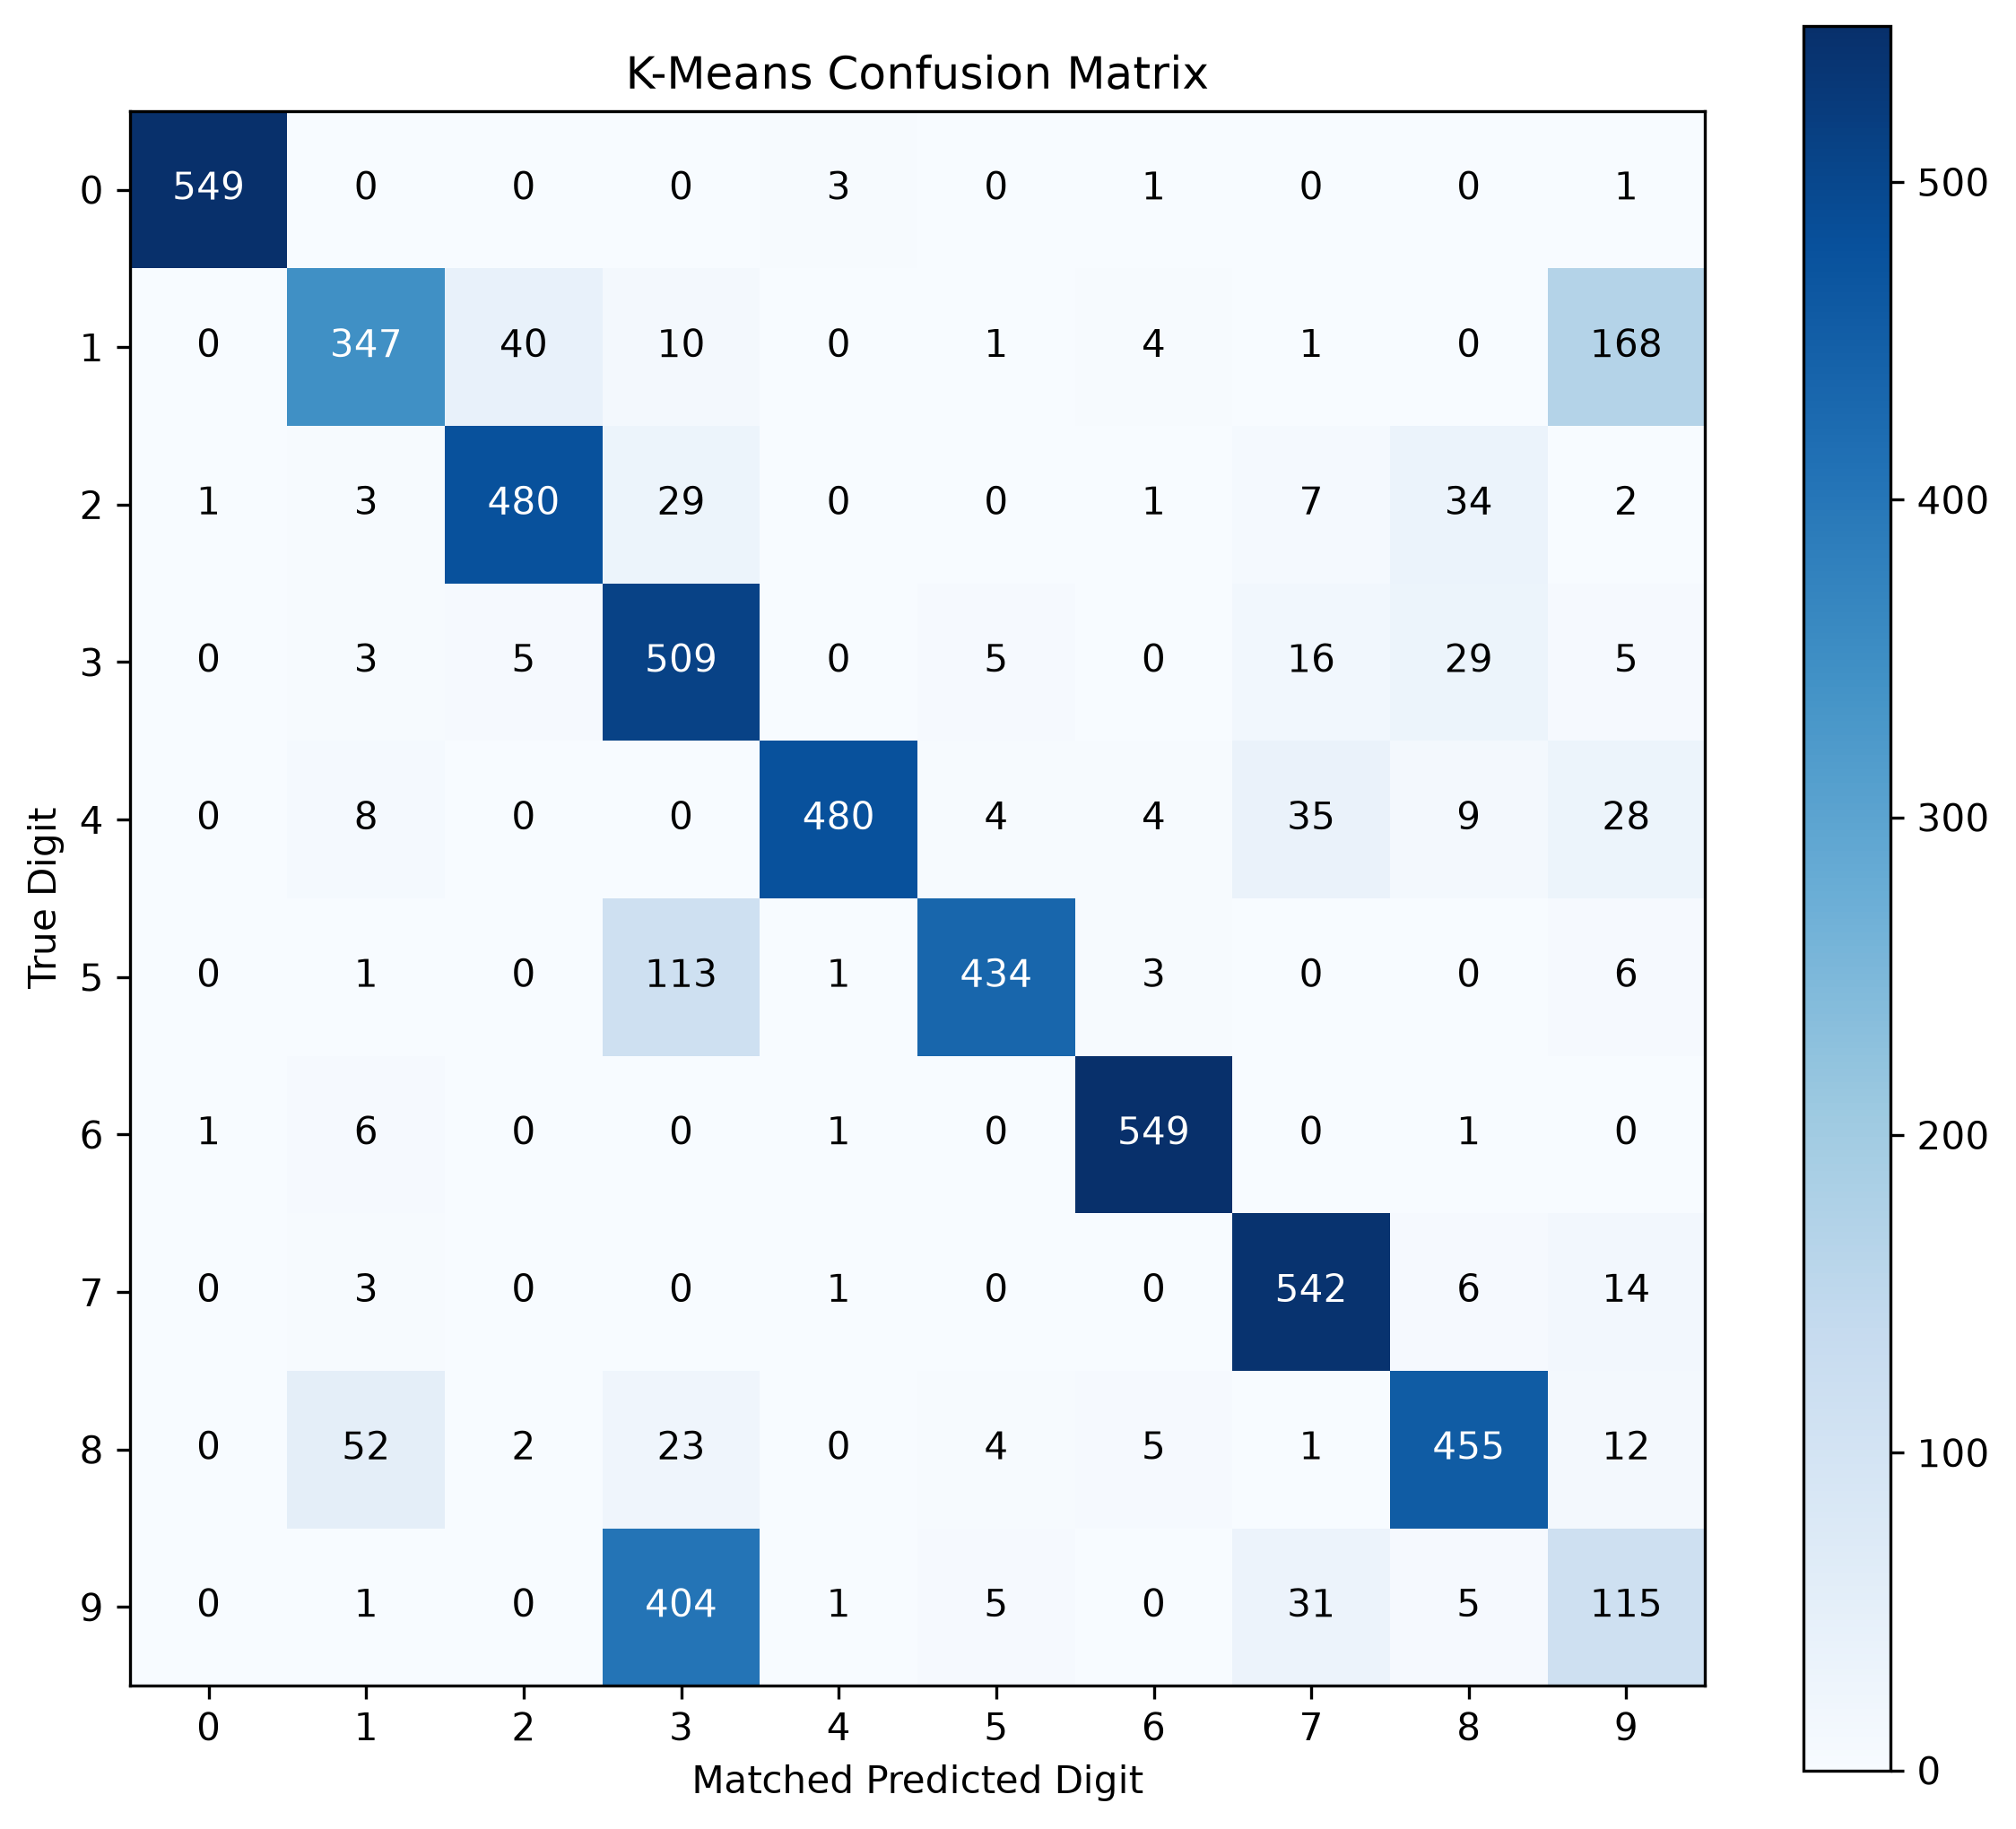 K-Means Confusion Matrix
0 549 0 0 0 3 0 1 0 0 1
1 0 347 40 10 0 1 4 1 0 168
2 1 3 480 29 0 0 1 7 34 2
3 0 3 5 509 0 5 0 16 29 5
4 0 8 0 0 480 4 4 35 9 28
5 0 1 0 113 1 434 3 0 0 6
6 1 6 0 0 1 0 549 0 1 0
7 0 3 0 0 1 0 0 542 6 14
8 0 52 2 23 0 4 5 1 455 12
9 0 1 0 404 1 5 0 31 5 115
0 1 2 3 4 5 6 7 8 9
Matched Predicted Digit
True Digit
500
400
300
200
100
0